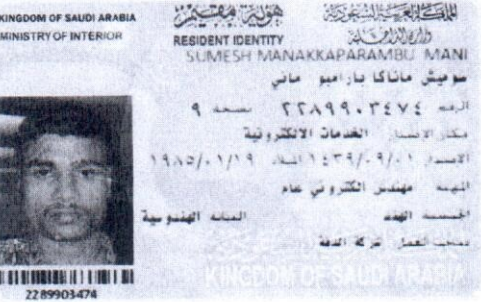 KINGDOM OF SAUDI ARABIA
MINISTRY OF INTERIOR
هوية مقيم
RESIDENT IDENTITY
المملكة العربية السعودية
وزارة الداخلية
SUMESH MANAKKAPARAMBU MANI
سوميش ماناكا بارامبو ماني
الرقم ٢٢٨٩٩٠٣٤٧٤ نسخة ٩
مكان الإصدار الخدمات الالكترونية
الإصدار ١٤٣٩/٠٩/٠١ الميلاد ١٩٨٥/٠١/١٩
المهنة مهندس الكتروني عام
الجنسية الهند الديانة الهندوسية
صاحب العمل شركة
KINGDOM OF SAUDI ARABIA
2289903474